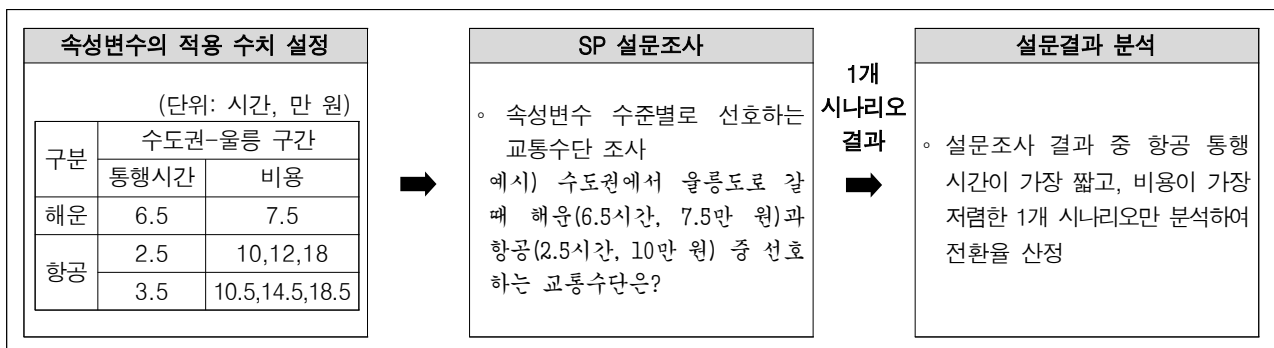 속성변수의 적용 수치 설정
(단위: 시간, 만 원)
구분 수도권-울릉 구간
통행시간 비용
해운 6.5 7.5
항공 2.5 10,12,18
3.5 10.5,14.5,18.5
SP 설문조사
◦ 속성변수 수준별로 선호하는
교통수단 조사
예시) 수도권에서 울릉도로 갈
때 해운(6.5시간, 7.5만 원)과
항공(2.5시간, 10만 원) 중 선호
하는 교통수단은?
1개
시나리오
결과
설문결과 분석
◦ 설문조사 결과 중 항공 통행
시간이 가장 짧고, 비용이 가장
저렴한 1개 시나리오만 분석하여
전환율 산정